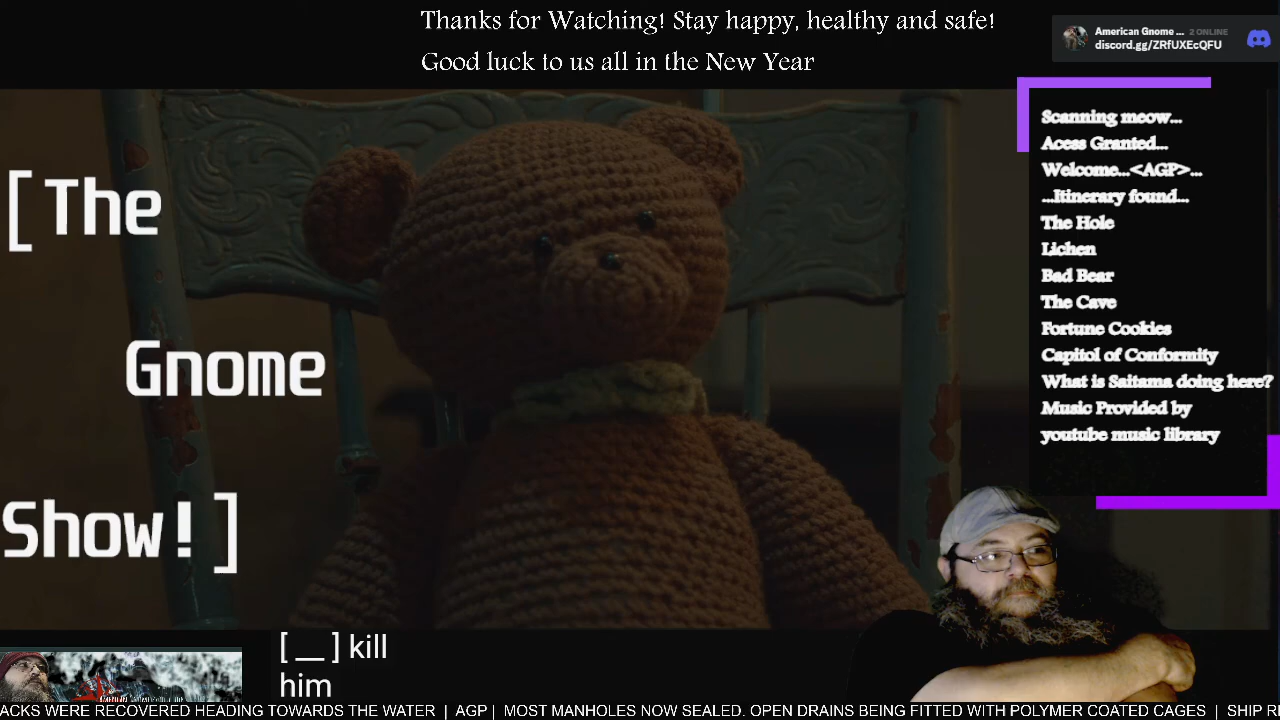 Thanks for Watching! Stay happy, healthy and safe!
Good luck to us all in the New Year
American Gnome ... 2 ONLINE
discord.gg/ZRfUXEcQFU
Scanning meow...
Acess Granted...
Welcome...<AGP>...
...Itinerary found...
The Hole
Lichen
Bad Bear
The Cave
Fortune Cookies
Capitol of Conformity
What is Saitama doing here?
Music Provided by
youtube music library
[ The
Gnome
Show! ]
[ __ ] kill
him
ACKS WERE RECOVERED HEADING TOWARDS THE WATER | AGP | MOST MANHOLES NOW SEALED. OPEN DRAINS BEING FITTED WITH POLYMER COATED CAGES | SHIP